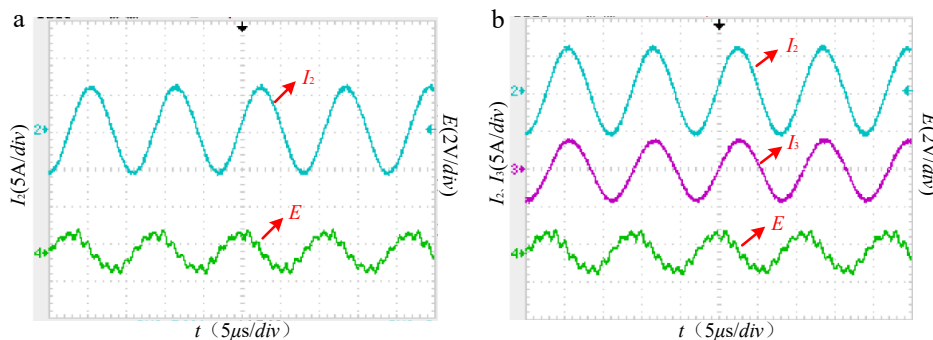 a
I₂
2
I₂(5A/div)
E(2V/div)
E
4
t（5μs/div）
b
I₂
2
I₃
3
I₂、I₃(5A/div)
E(2V/div)
E
4
t（5μs/div）